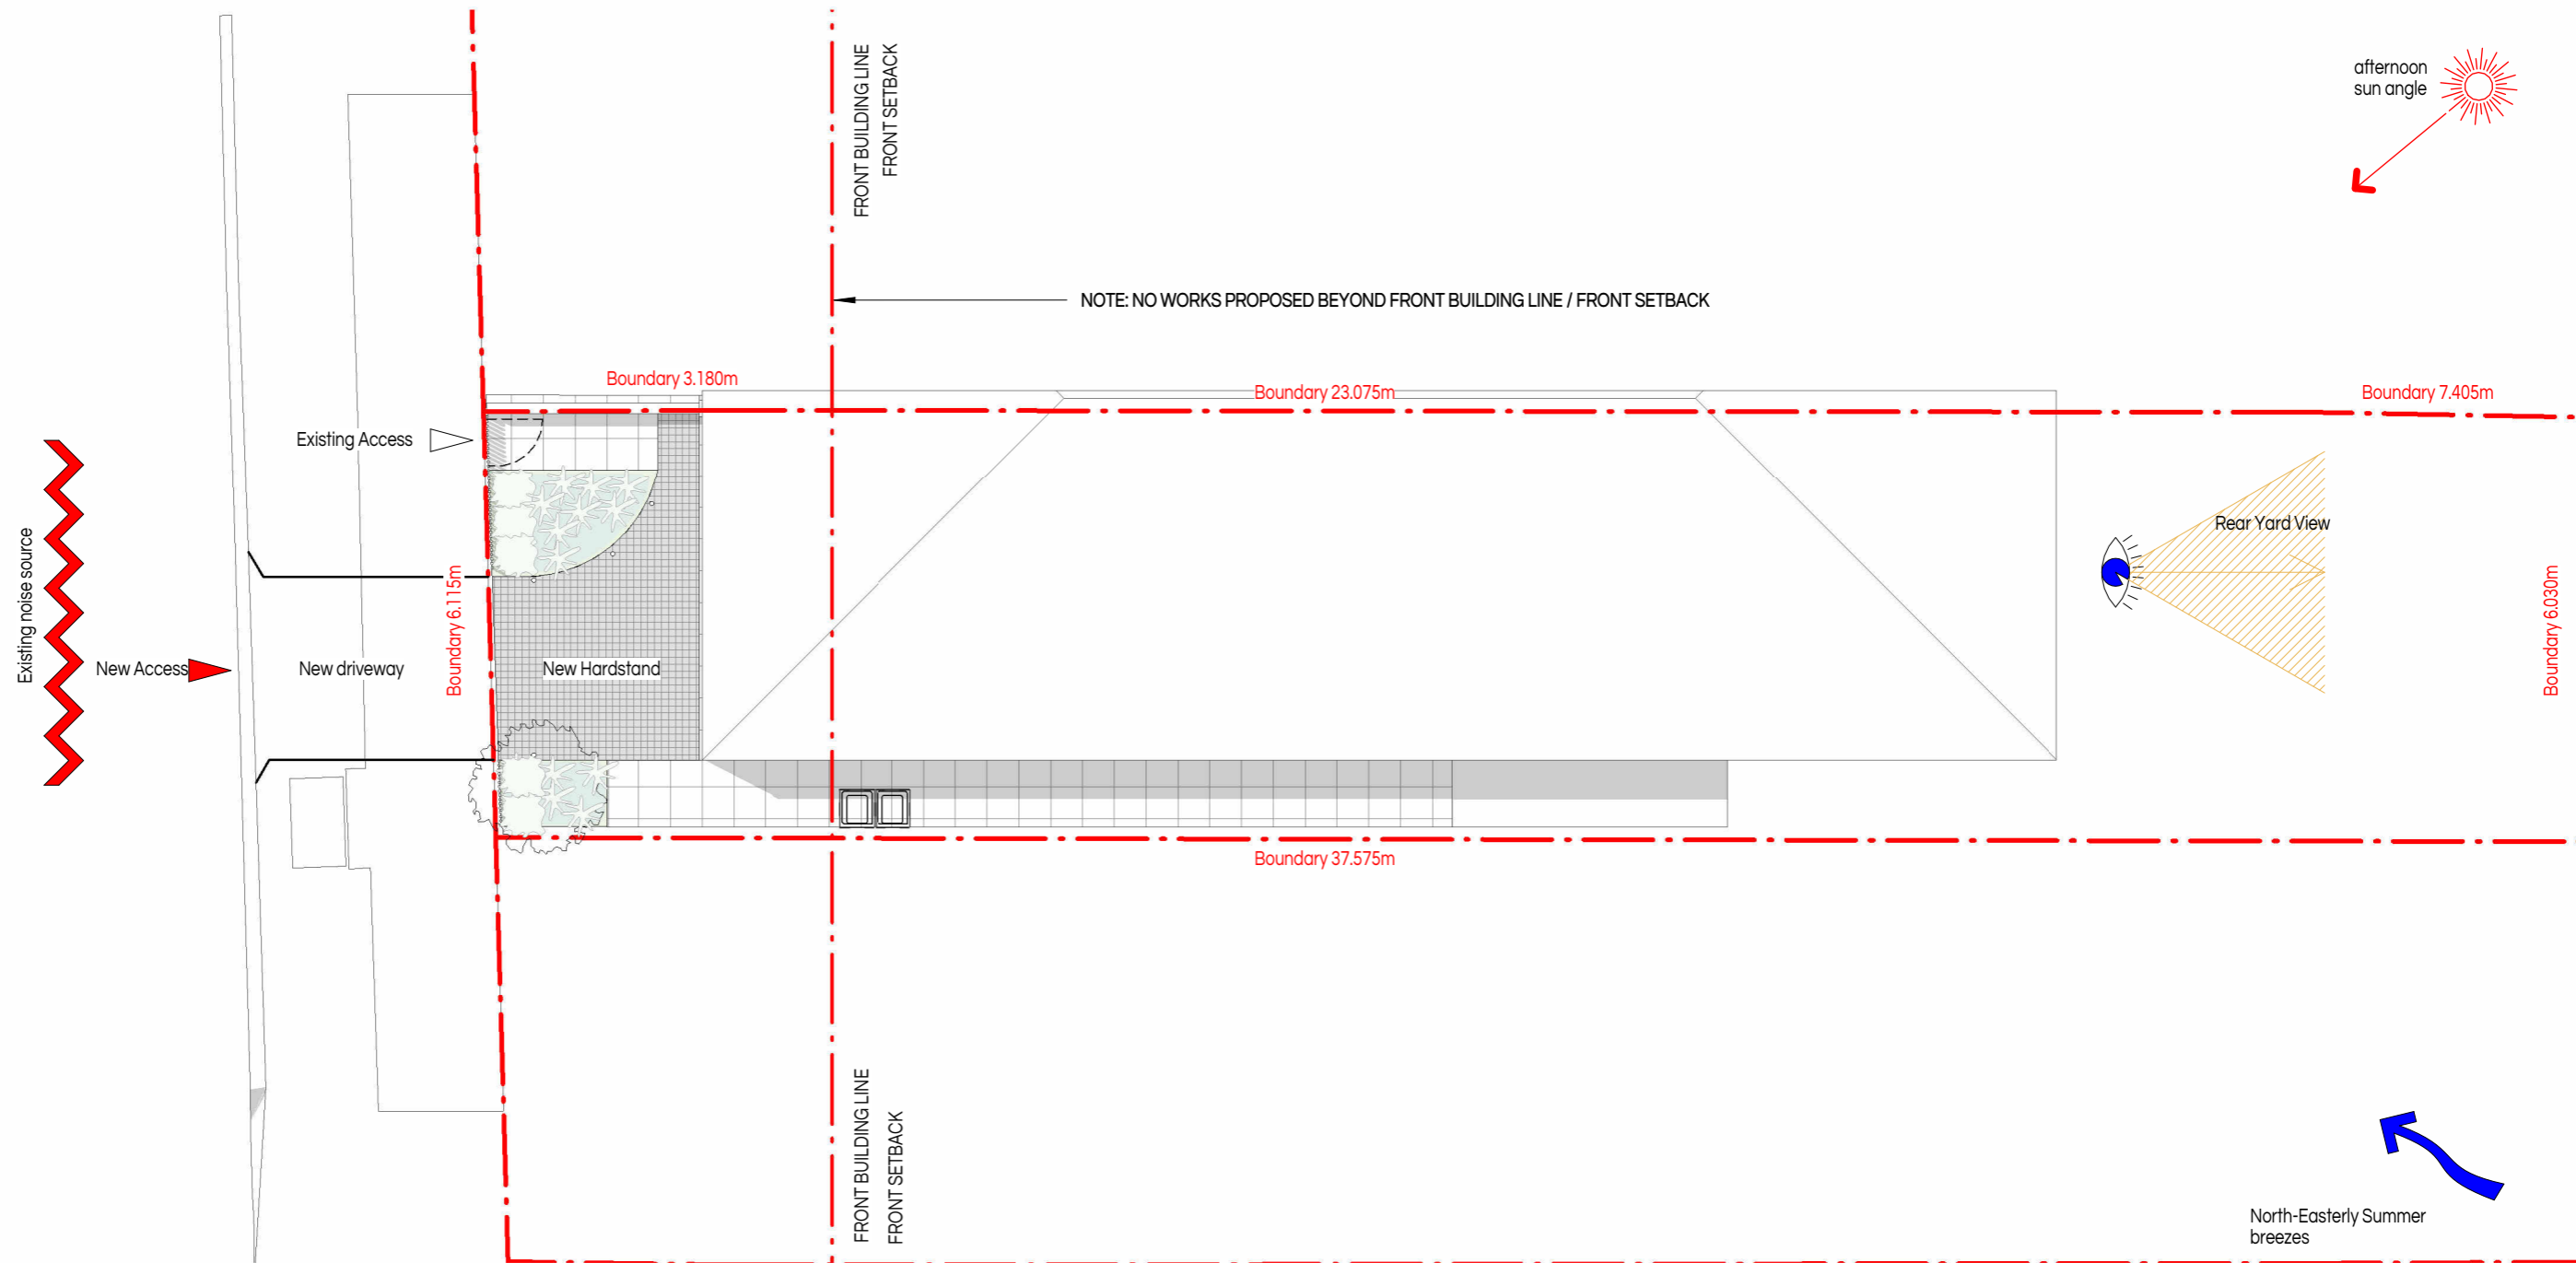 afternoon
sun angle
FRONT BUILDING LINE
FRONT SETBACK
NOTE: NO WORKS PROPOSED BEYOND FRONT BUILDING LINE / FRONT SETBACK
Boundary 3.180m
Boundary 23.075m
Boundary 7.405m
Existing Access
Rear Yard View
Existing noise source
Boundary 6.115m
Boundary 6.030m
New Access
New driveway
New Hardstand
Boundary 37.575m
FRONT BUILDING LINE
FRONT SETBACK
North-Easterly Summer
breezes